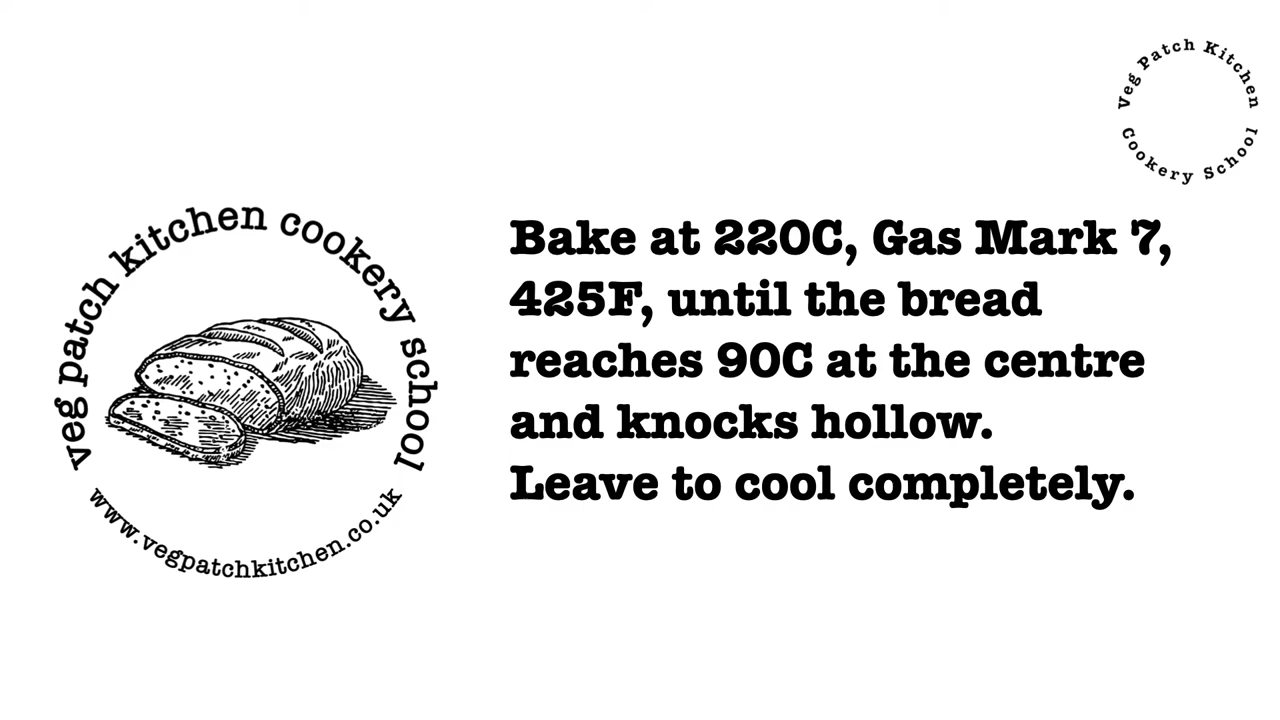 Veg Patch Kitchen
Cookery School
veg patch kitchen cookery school
www.vegpatchkitchen.co.uk
Bake at 220C, Gas Mark 7,
425F, until the bread
reaches 90C at the centre
and knocks hollow.
Leave to cool completely.